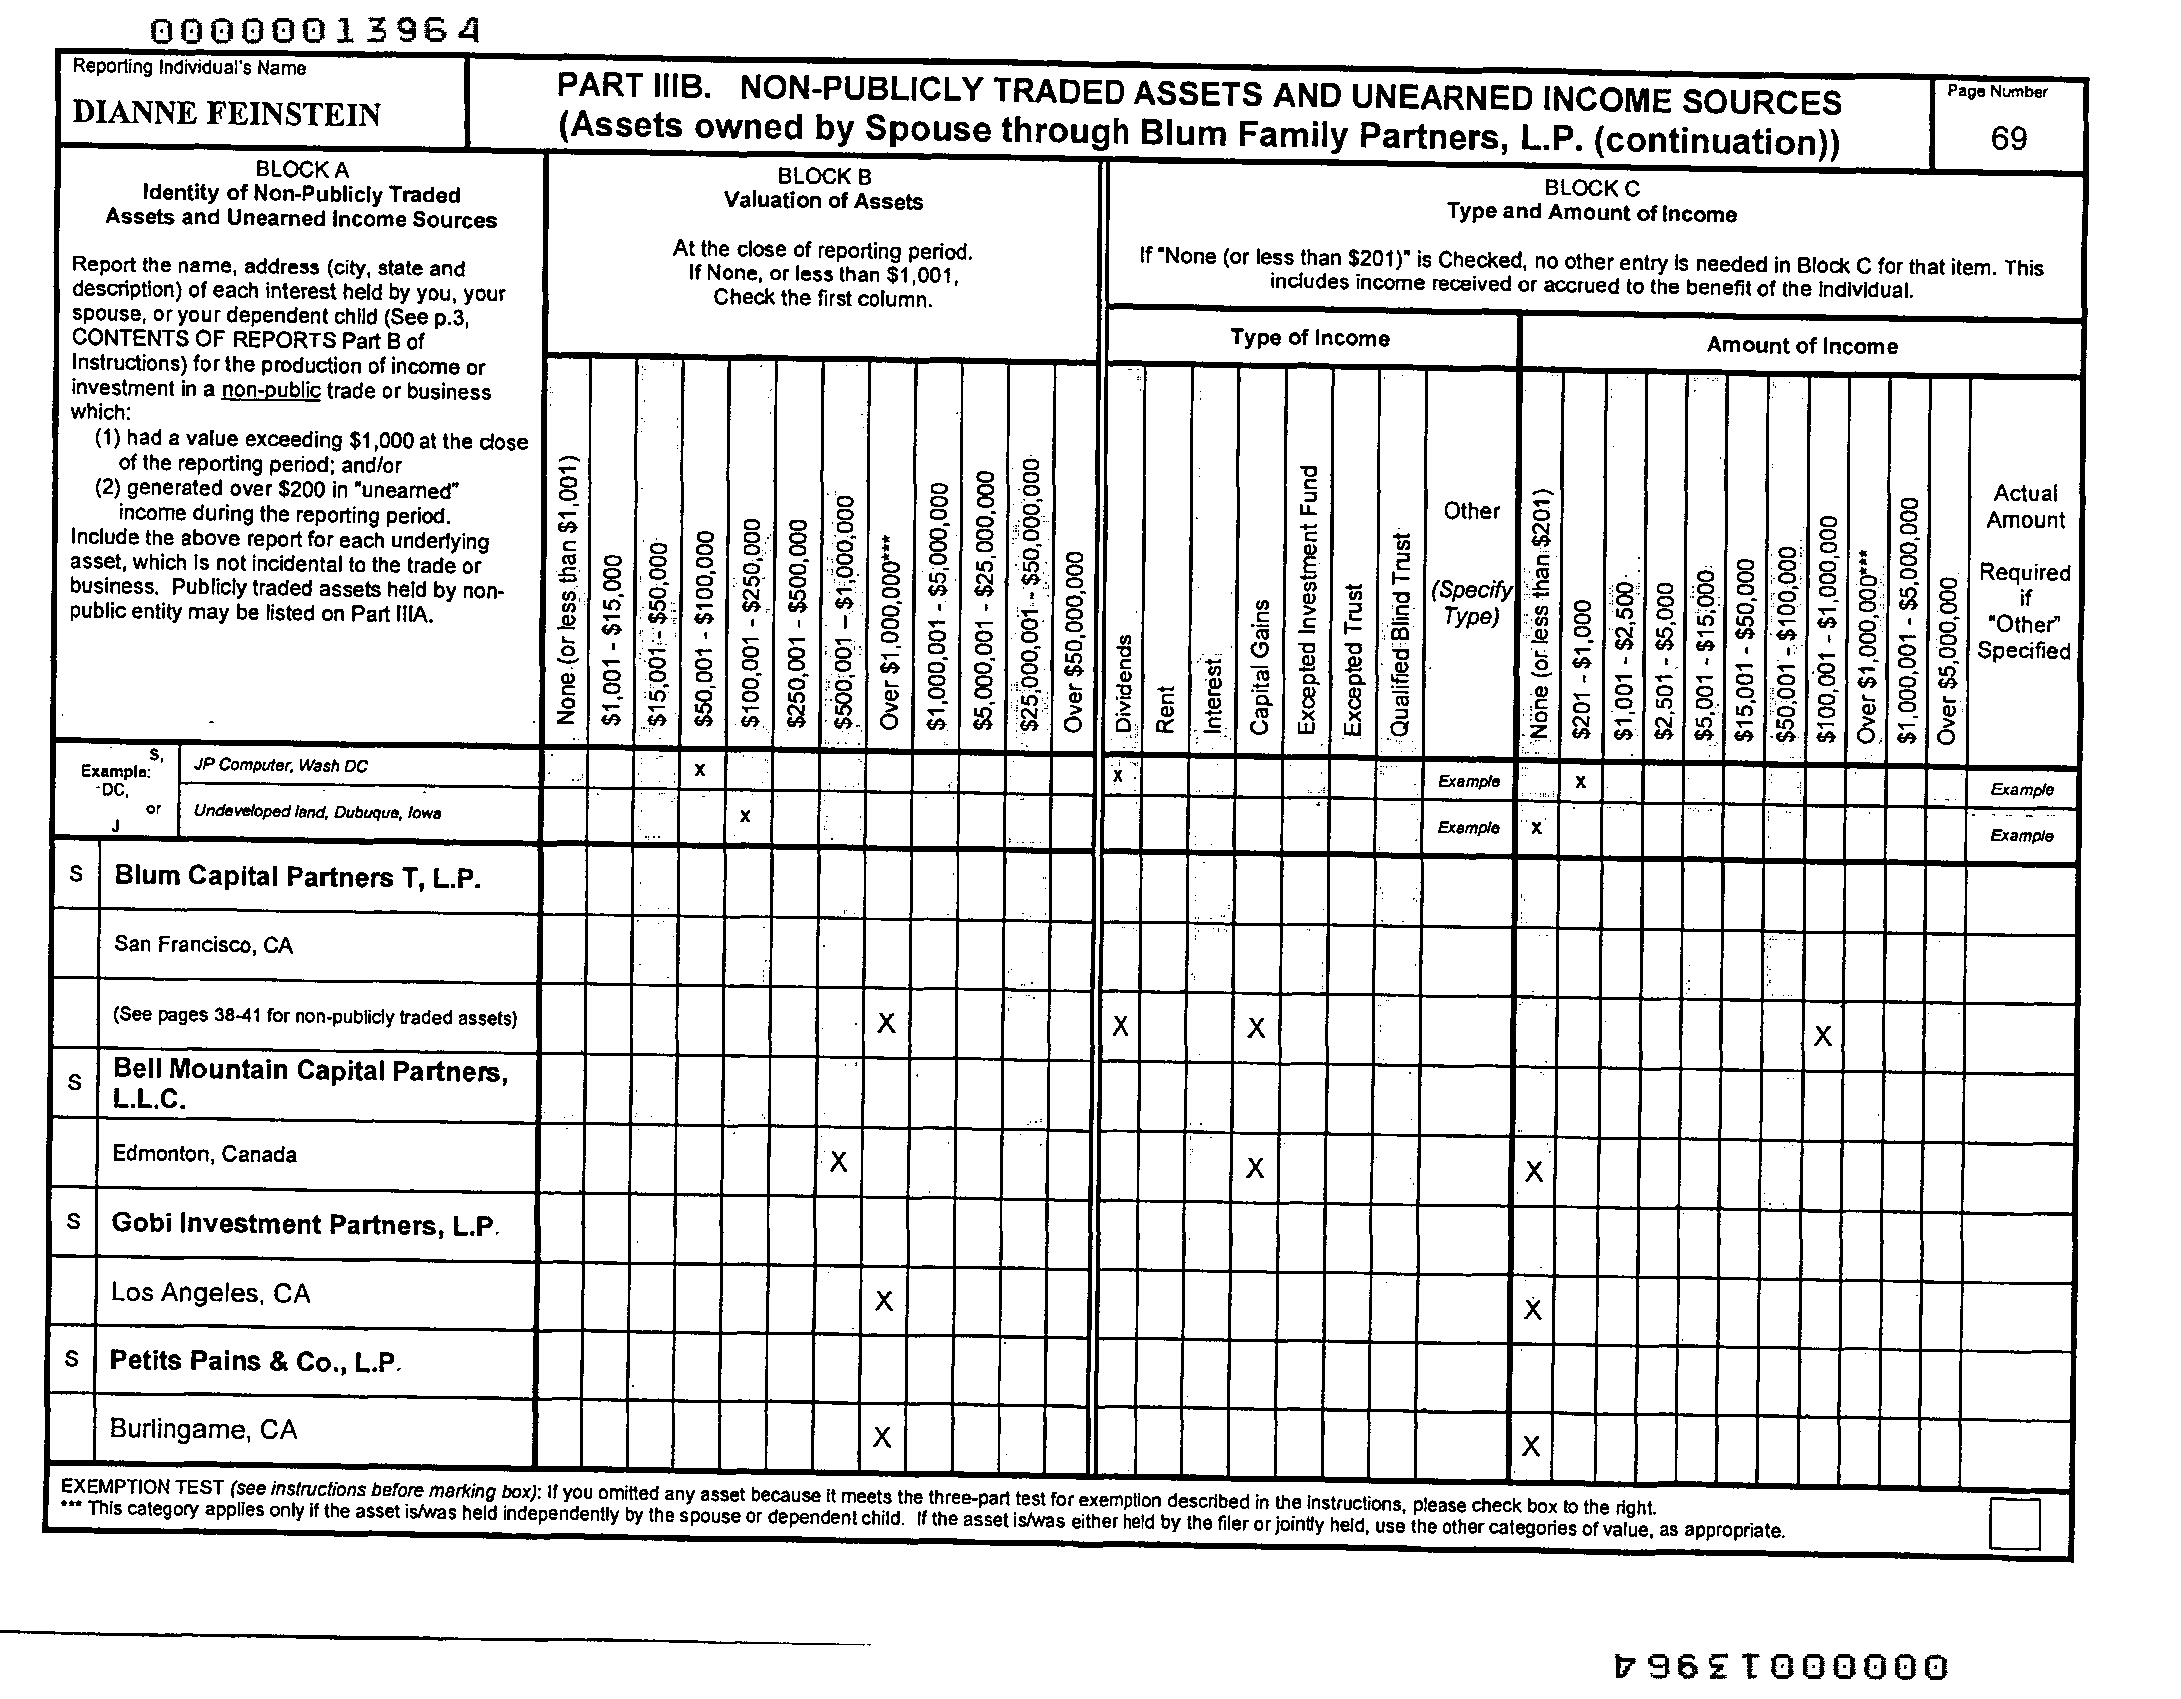 00000013964
Reporting Individual's Name
DIANNE FEINSTEIN
PART IIIB. NON-PUBLICLY TRADED ASSETS AND UNEARNED INCOME SOURCES
(Assets owned by Spouse through Blum Family Partners, L.P. (continuation))
Page Number
69
BLOCK A
Identity of Non-Publicly Traded
Assets and Unearned Income Sources
Report the name, address (city, state and
description) of each interest held by you, your
spouse, or your dependent child (See p.3,
CONTENTS OF REPORTS Part B of
Instructions) for the production of income or
investment in a non-public trade or business
which:
(1) had a value exceeding $1,000 at the close
of the reporting period; and/or
(2) generated over $200 in "unearned"
income during the reporting period.
Include the above report for each underlying
asset, which is not incidental to the trade or
business. Publicly traded assets held by non-
public entity may be listed on Part IIIA.
BLOCK B
Valuation of Assets
At the close of reporting period.
If None, or less than $1,001,
Check the first column.
None (or less than $1,001)
$1,001 - $15,000
$15,001 - $50,000
$50,001 - $100,000
$100,001 - $250,000
$250,001 - $500,000
$500,001 - $1,000,000
Over $1,000,000***
$1,000,001 - $5,000,000
$5,000,001 - $25,000,000
$25,000,001 - $50,000,000
Over $50,000,000
BLOCK C
Type and Amount of Income
If "None (or less than $201)" is Checked, no other entry is needed in Block C for that item. This
includes income received or accrued to the benefit of the individual.
Type of Income
Dividends
Rent
Interest
Capital Gains
Excepted Investment Fund
Excepted Trust
Qualified Blind Trust
Other
(Specify
Type)
Amount of Income
None (or less than $201)
$201 - $1,000
$1,001 - $2,500
$2,501 - $5,000
$5,001 - $15,000
$15,001 - $50,000
$50,001 - $100,000
$100,001 - $1,000,000
Over $1,000,000***
$1,000,001 - $5,000,000
Over $5,000,000
Actual
Amount
Required
if
"Other"
Specified
Example: S,
DC,
or
J
JP Computer, Wash DC X X Example X Example
Undeveloped land, Dubuque, Iowa X Example X Example
S Blum Capital Partners T, L.P.
San Francisco, CA
(See pages 38-41 for non-publicly traded assets) X X X X
S Bell Mountain Capital Partners,
L.L.C.
Edmonton, Canada X X X
S Gobi Investment Partners, L.P.
Los Angeles, CA X X
S Petits Pains & Co., L.P.
Burlingame, CA X X
EXEMPTION TEST (see instructions before marking box): If you omitted any asset because it meets the three-part test for exemption described in the instructions, please check box to the right.
*** This category applies only if the asset is/was held independently by the spouse or dependent child. If the asset is/was either held by the filer or jointly held, use the other categories of value, as appropriate.
00000013964